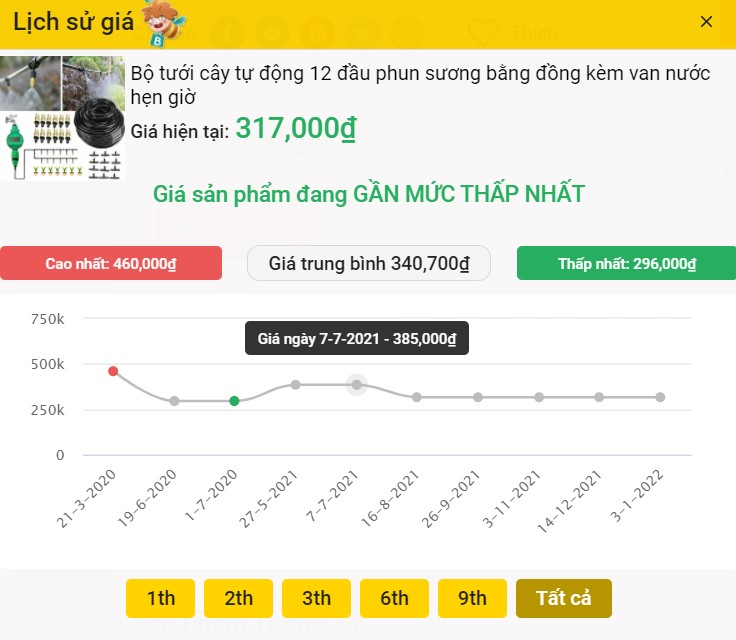 Lịch sử giá
B
Thích
Bộ tưới cây tự động 12 đầu phun sương bằng đồng kèm van nước
hẹn giờ
Giá hiện tại: 317,000₫
Giá sản phẩm đang GẦN MỨC THẤP NHẤT
Cao nhất: 460,000₫ Giá trung bình 340,700₫ Thấp nhất: 296,000₫
750k
Giá ngày 7-7-2021 - 385,000₫
500k
250k
0
21-3-2020 19-6-2020 1-7-2020 27-5-2021 7-7-2021 16-8-2021 26-9-2021 3-11-2021 14-12-2021 3-1-2022
1th 2th 3th 6th 9th Tất cả